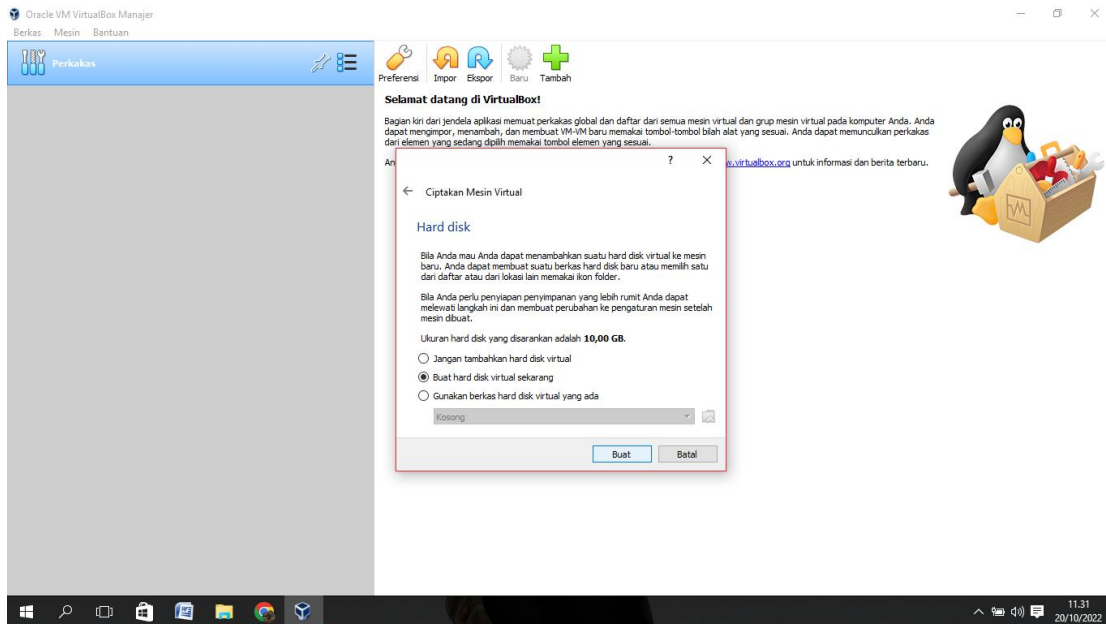 Oracle VM VirtualBox Manajer
Berkas Mesin Bantuan
Perkakas
Preferensi Impor Ekspor Baru Tambah
Selamat datang di VirtualBox!
Bagian kiri dari jendela aplikasi memuat perkakas global dan daftar dari semua mesin virtual dan grup mesin virtual pada komputer Anda. Anda
dapat mengimpor, menambah, dan membuat VM-VM baru memakai tombol-tombol bilah alat yang sesuai. Anda dapat memunculkan perkakas
dari elemen yang sedang dipilih memakai tombol elemen yang sesuai.
An
w.virtualbox.org untuk informasi dan berita terbaru.
? 
Ciptakan Mesin Virtual
Hard disk
Bila Anda mau Anda dapat menambahkan suatu hard disk virtual ke mesin
baru. Anda dapat membuat suatu berkas hard disk baru atau memilih satu
dari daftar atau dari lokasi lain memakai ikon folder.
Bila Anda perlu penyiapan penyimpanan yang lebih rumit Anda dapat
melewati langkah ini dan membuat perubahan ke pengaturan mesin setelah
mesin dibuat.
Ukuran hard disk yang disarankan adalah 10,00 GB.
Jangan tambahkan hard disk virtual
Buat hard disk virtual sekarang
Gunakan berkas hard disk virtual yang ada
Kosong
Buat Batal
11.31
20/10/2022